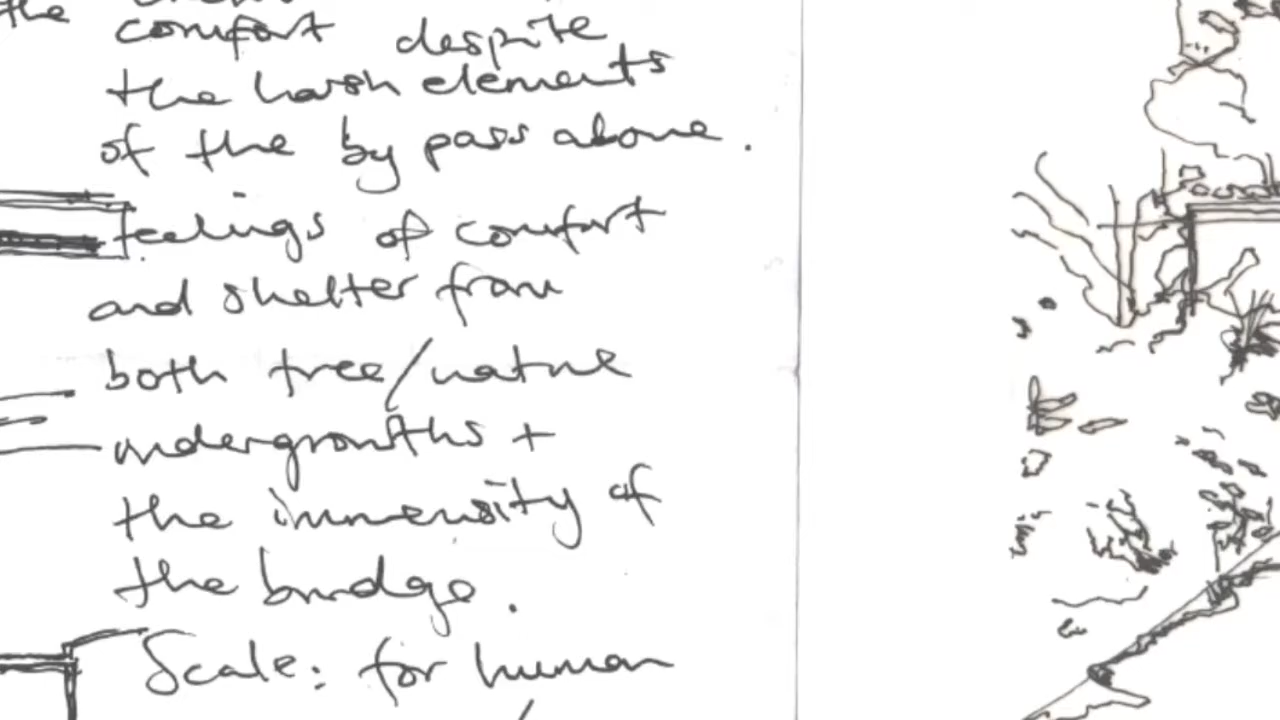 the
comfort despite
the harsh elements
of the by pass above.
feelings of comfort
and shelter from
both tree/nature
undergrowths +
the immensity of
the bridge.
Scale: for human